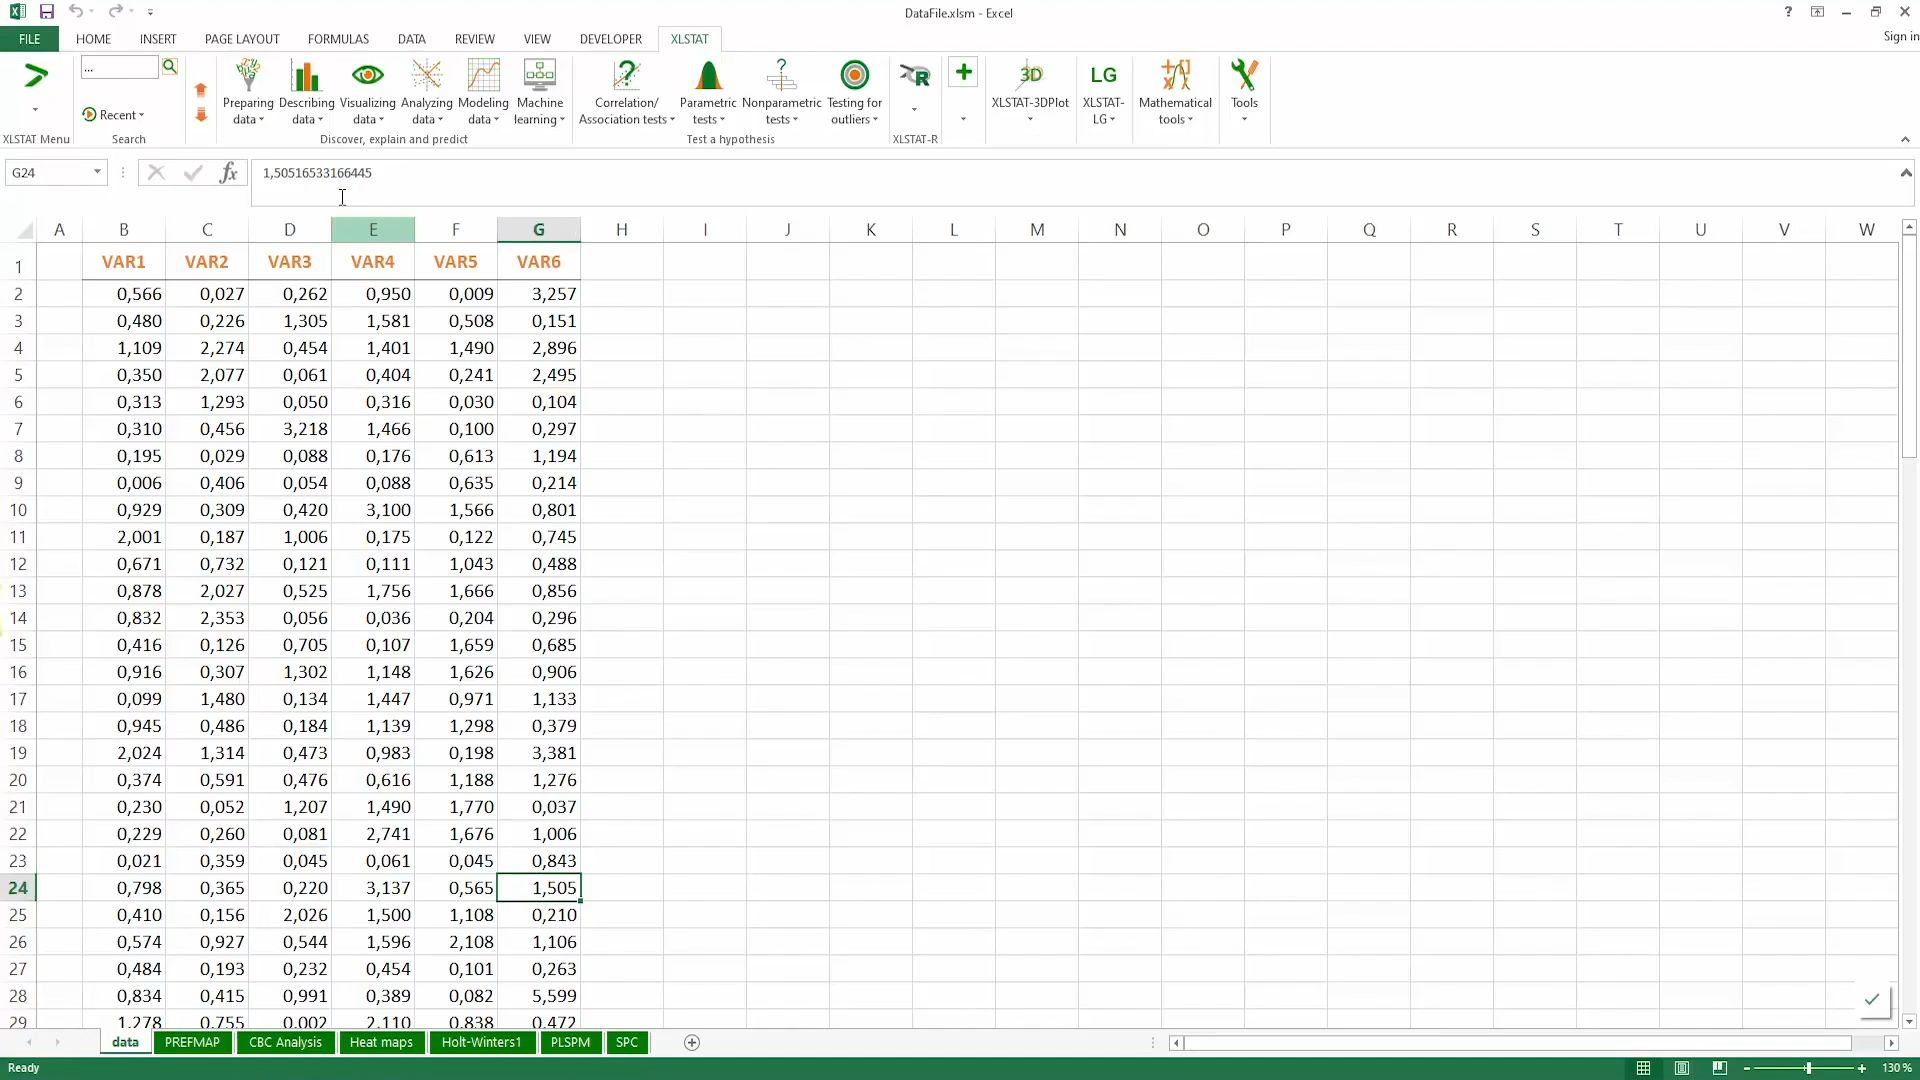 DataFile.xlsm - Excel
?
Sign in
FILE HOME INSERT PAGE LAYOUT FORMULAS DATA REVIEW VIEW DEVELOPER XLSTAT
...
Recent
Preparing data
Describing data
Visualizing data
Analyzing data
Modeling data
Machine learning
Correlation/ Association tests
Parametric tests
Nonparametric tests
Testing for outliers
R
3D
XLSTAT-3DPlot
LG
XLSTAT-LG
Mathematical tools
Tools
XLSTAT Menu Search Discover, explain and predict Test a hypothesis XLSTAT-R
G24 fx 1,50516533166445
A B C D E F G H I J K L M N O P Q R S T U V W
1 VAR1 VAR2 VAR3 VAR4 VAR5 VAR6
2 0,566 0,027 0,262 0,950 0,009 3,257
3 0,480 0,226 1,305 1,581 0,508 0,151
4 1,109 2,274 0,454 1,401 1,490 2,896
5 0,350 2,077 0,061 0,404 0,241 2,495
6 0,313 1,293 0,050 0,316 0,030 0,104
7 0,310 0,456 3,218 1,466 0,100 0,297
8 0,195 0,029 0,088 0,176 0,613 1,194
9 0,006 0,406 0,054 0,088 0,635 0,214
10 0,929 0,309 0,420 3,100 1,566 0,801
11 2,001 0,187 1,006 0,175 0,122 0,745
12 0,671 0,732 0,121 0,111 1,043 0,488
13 0,878 2,027 0,525 1,756 1,666 0,856
14 0,832 2,353 0,056 0,036 0,204 0,296
15 0,416 0,126 0,705 0,107 1,659 0,685
16 0,916 0,307 1,302 1,148 1,626 0,906
17 0,099 1,480 0,134 1,447 0,971 1,133
18 0,945 0,486 0,184 1,139 1,298 0,379
19 2,024 1,314 0,473 0,983 0,198 3,381
20 0,374 0,591 0,476 0,616 1,188 1,276
21 0,230 0,052 1,207 1,490 1,770 0,037
22 0,229 0,260 0,081 2,741 1,676 1,006
23 0,021 0,359 0,045 0,061 0,045 0,843
24 0,798 0,365 0,220 3,137 0,565 1,505
25 0,410 0,156 2,026 1,500 1,108 0,210
26 0,574 0,927 0,544 1,596 2,108 1,106
27 0,484 0,193 0,232 0,454 0,101 0,263
28 0,834 0,415 0,991 0,389 0,082 5,599
29 1,278 0,755 0,002 2,110 0,838 0,472
data PREFMAP CBC Analysis Heat maps Holt-Winters1 PLSPM SPC
Ready 130 %